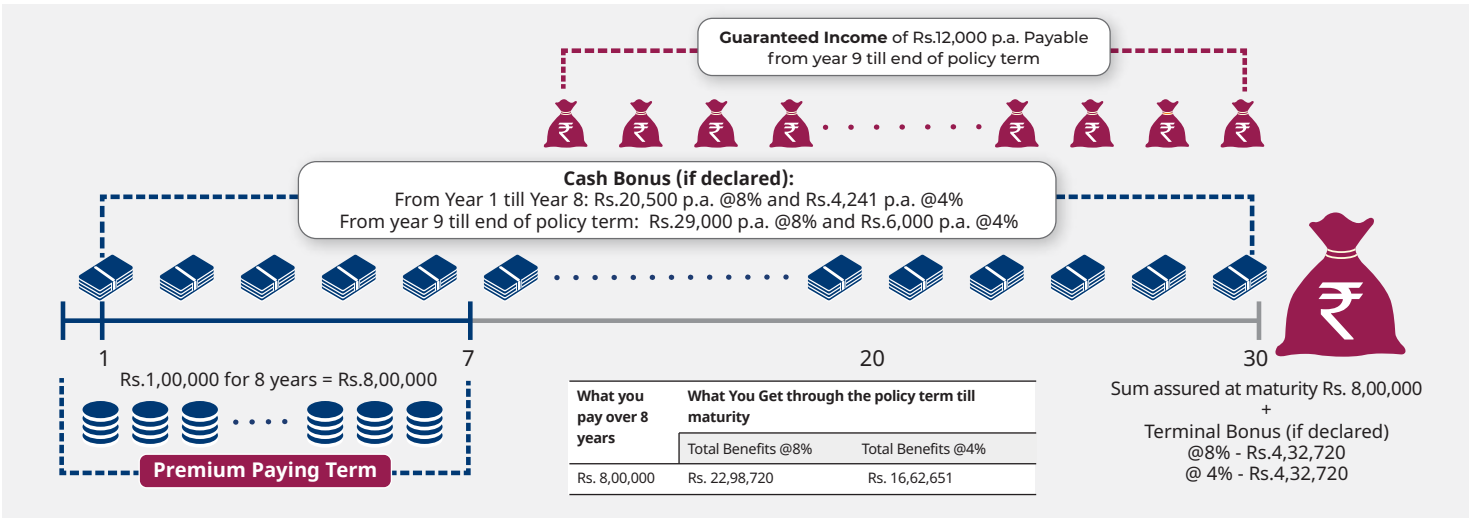 Guaranteed Income of Rs.12,000 p.a. Payable
from year 9 till end of policy term
Cash Bonus (if declared):
From Year 1 till Year 8: Rs.20,500 p.a. @8% and Rs.4,241 p.a. @4%
From year 9 till end of policy term: Rs.29,000 p.a. @8% and Rs.6,000 p.a. @4%
1
7
20
30
Rs.1,00,000 for 8 years = Rs.8,00,000
Premium Paying Term
What you
pay over 8
years
What You Get through the policy term till
maturity
Total Benefits @8%
Total Benefits @4%
Rs. 8,00,000
Rs. 22,98,720
Rs. 16,62,651
Sum assured at maturity Rs. 8,00,000
+
Terminal Bonus (if declared)
@8% - Rs.4,32,720
@ 4% - Rs.4,32,720